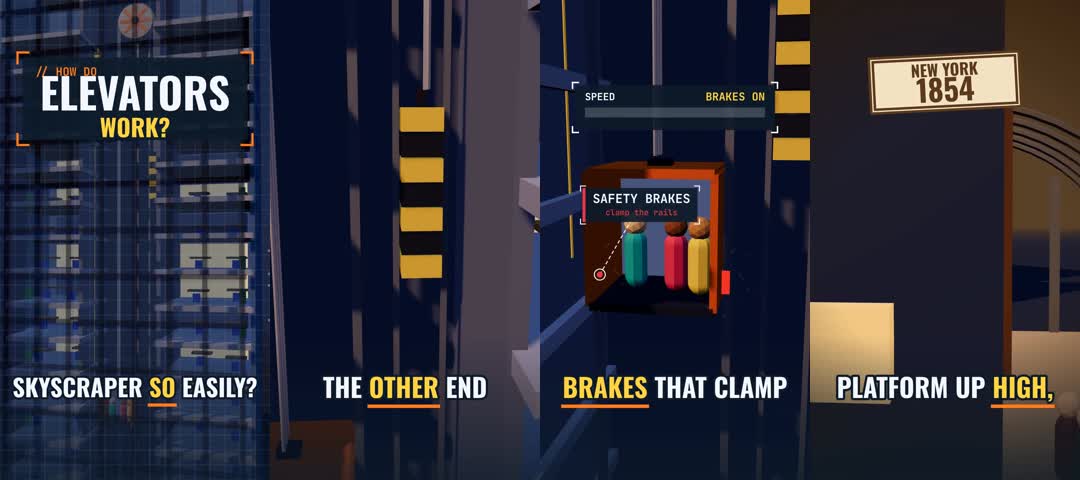 // HOW DO
ELEVATORS
WORK?
SKYSCRAPER SO EASILY?
THE OTHER END
SPEED
BRAKES ON
SAFETY BRAKES
clamp the rails
BRAKES THAT CLAMP
NEW YORK
1854
PLATFORM UP HIGH,